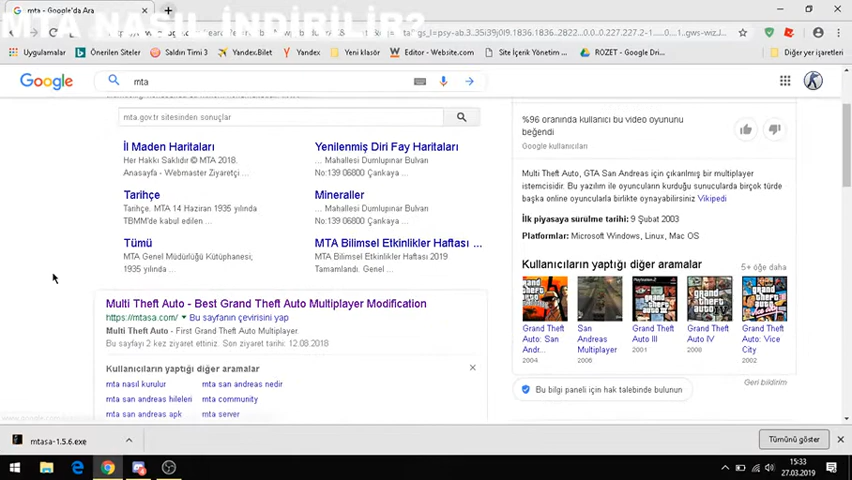 MTA NASIL İNDİRİLİR?
mta - Google'da Ara
Uygulamalar
Önerilen Siteler
Saldırı Timi 3
Yandex.Bilet
Yandex
Yeni klasör
Editor - Website.com
Site İçerik Yönetim ...
ROZET - Google Dri...
Diğer yer işaretleri
Google
mta
mta.gov.tr sitesinden sonuçlar
İl Maden Haritaları
Her Hakkı Saklıdır © MTA 2018.
Anasayfa - Webmaster Ziyaretçi ...
Yenilenmiş Diri Fay Haritaları
... Mahallesi Dumlupınar Bulvarı
No:139 06800 Çankaya ...
Tarihçe
Tarihçe. MTA 14 Haziran 1935 yılında
TBMM'de kabul edilen ...
Mineraller
... Mahallesi Dumlupınar Bulvarı
No:139 06800 Çankaya ...
Tümü
MTA Genel Müdürlüğü Kütüphanesi,
1935 yılında ...
MTA Bilimsel Etkinlikler Haftası ...
MTA Bilimsel Etkinlikler Haftası 2019
Tamamlandı. Genel ...
Multi Theft Auto - Best Grand Theft Auto Multiplayer Modification
https://mtasa.com/ ▾ Bu sayfanın çevirisini yap
Multi Theft Auto - First Grand Theft Auto Multiplayer.
Bu sayfayı 2 kez ziyaret ettiniz. Son ziyaret tarihi: 12.08.2018
Kullanıcıların yaptığı diğer aramalar
mta nasıl kurulur
mta san andreas nedir
mta san andreas hileleri
mta community
mta san andreas apk
mta server
%96 oranında kullanıcı bu video oyununu
beğendi
Google kullanıcıları
Multi Theft Auto, GTA San Andreas için çıkarılmış bir multiplayer
istemcisidir. Bu yazılım ile oyuncuların kurduğu sunucularda birçok türde
başka online oyuncularla birlikte oynayabilirsiniz Vikipedi
İlk piyasaya sürülme tarihi: 9 Şubat 2003
Platformlar: Microsoft Windows, Linux, Mac OS
Kullanıcıların yaptığı diğer aramalar
5+ öğe daha
Grand Theft
Auto: San
Andr...
2004
San
Andreas
Multiplayer
Grand Theft
Auto III
2001
Grand Theft
Auto IV
2008
Grand Theft
Auto: Vice
City
2002
Bu bilgi paneli için hak talebinde bulunun
Geri bildirim
mtasa-1.5.6.exe
Tümünü göster
15:33
27.03.2019